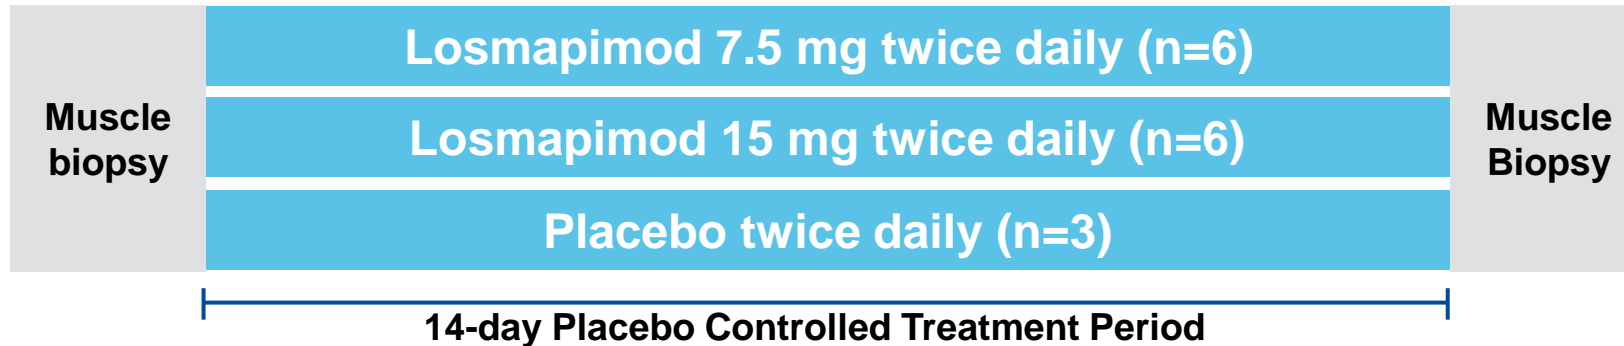 Muscle
biopsy
Losmapimod 7.5 mg twice daily (n=6)
Losmapimod 15 mg twice daily (n=6)
Placebo twice daily (n=3)
Muscle
Biopsy
14-day Placebo Controlled Treatment Period